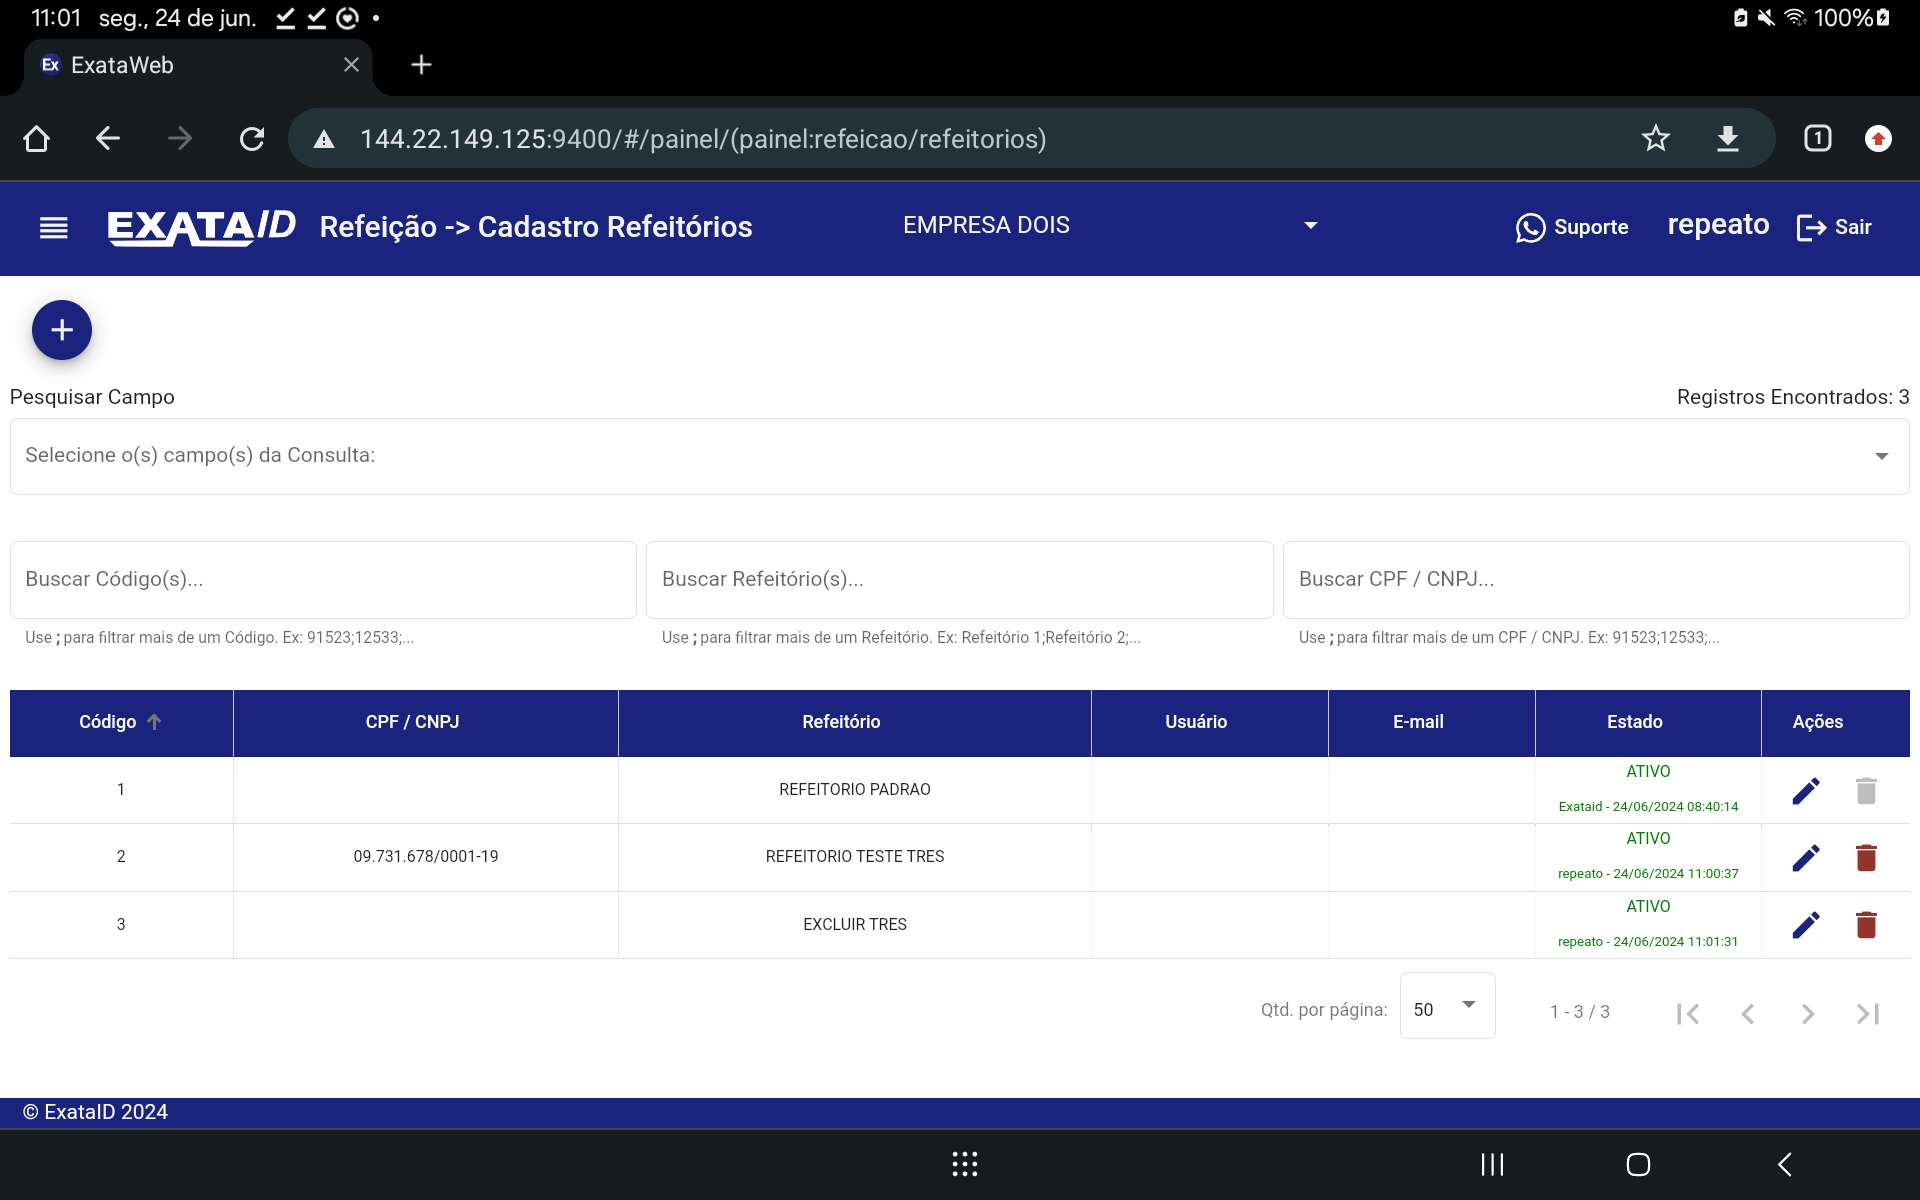 11:01 seg., 24 de jun.
100%
Ex ExataWeb
144.22.149.125:9400/#/painel/(painel:refeicao/refeitorios)
1
EXATAID Refeição -> Cadastro Refeitórios EMPRESA DOIS Suporte repeato Sair
Pesquisar Campo Registros Encontrados: 3
Selecione o(s) campo(s) da Consulta:
Buscar Código(s)... Buscar Refeitório(s)... Buscar CPF / CNPJ...
Use ; para filtrar mais de um Código. Ex: 91523;12533;... Use ; para filtrar mais de um Refeitório. Ex: Refeitório 1;Refeitório 2;... Use ; para filtrar mais de um CPF / CNPJ. Ex: 91523;12533;...
Código CPF / CNPJ Refeitório Usuário E-mail Estado Ações
1 REFEITORIO PADRAO ATIVO
Exataid - 24/06/2024 08:40:14
2 09.731.678/0001-19 REFEITORIO TESTE TRES ATIVO
repeato - 24/06/2024 11:00:37
3 EXCLUIR TRES ATIVO
repeato - 24/06/2024 11:01:31
Qtd. por página: 50 1 - 3 / 3
© ExataID 2024